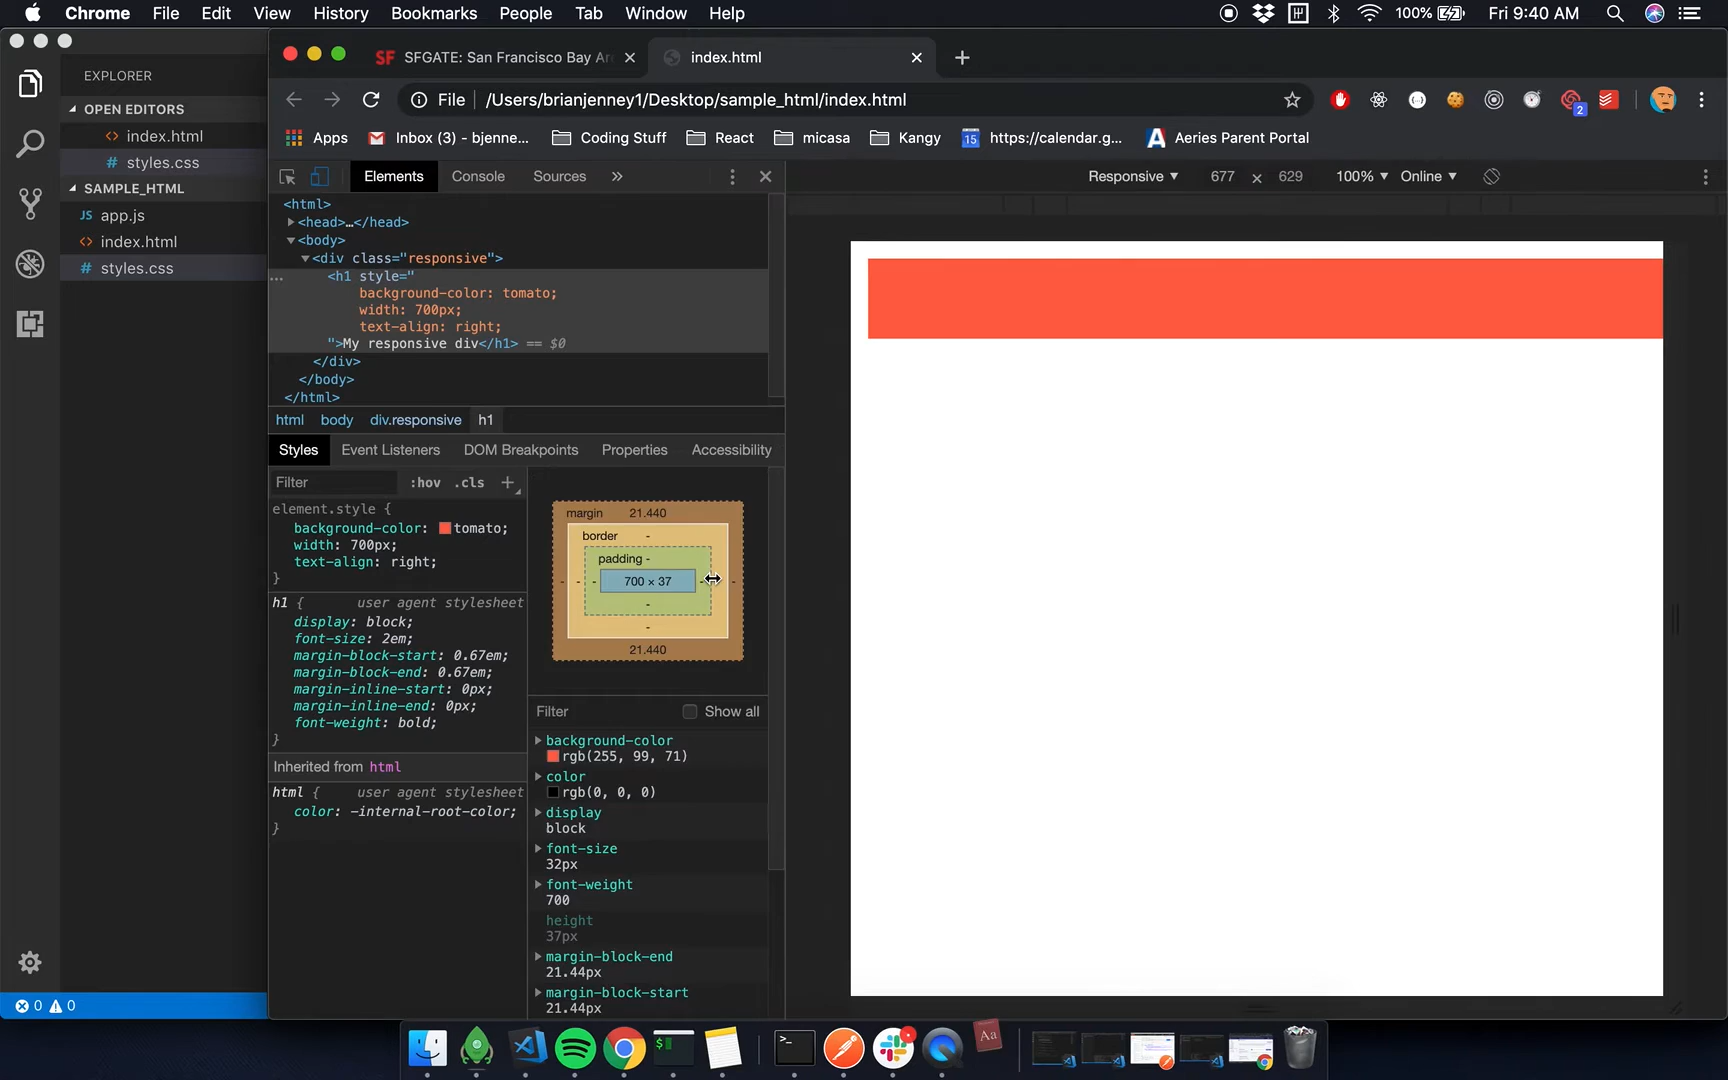 Chrome File Edit View History Bookmarks People Tab Window Help 100% Fri 9:40 AM
EXPLORER
OPEN EDITORS
<> index.html
# styles.css
SAMPLE_HTML
JS app.js
<> index.html
# styles.css
0 0
SF SFGATE: San Francisco Bay Ar
index.html
File /Users/brianjenney1/Desktop/sample_html/index.html 2
Apps Inbox (3) - bjenne... Coding Stuff React micasa Kangy 15 https://calendar.g... Aeries Parent Portal
Elements Console Sources »
Responsive ▼ 677 × 629 100% ▼ Online ▼
<html>
<head>…</head>
<body>
<div class="responsive">
... <h1 style="
background-color: tomato;
width: 700px;
text-align: right;
">My responsive div</h1> == $0
</div>
</body>
</html>
html body div.responsive h1
Styles Event Listeners DOM Breakpoints Properties Accessibility
Filter :hov .cls +
element.style {
background-color: tomato;
width: 700px;
text-align: right;
}
h1 { user agent stylesheet
display: block;
font-size: 2em;
margin-block-start: 0.67em;
margin-block-end: 0.67em;
margin-inline-start: 0px;
margin-inline-end: 0px;
font-weight: bold;
}
Inherited from html
html { user agent stylesheet
color: -internal-root-color;
}
margin 21.440
border -
padding -
- - - 700 × 37 - -
-
-
21.440
Filter Show all
background-color
rgb(255, 99, 71)
color
rgb(0, 0, 0)
display
block
font-size
32px
font-weight
700
height
37px
margin-block-end
21.44px
margin-block-start
21.44px
$
>_
Aa